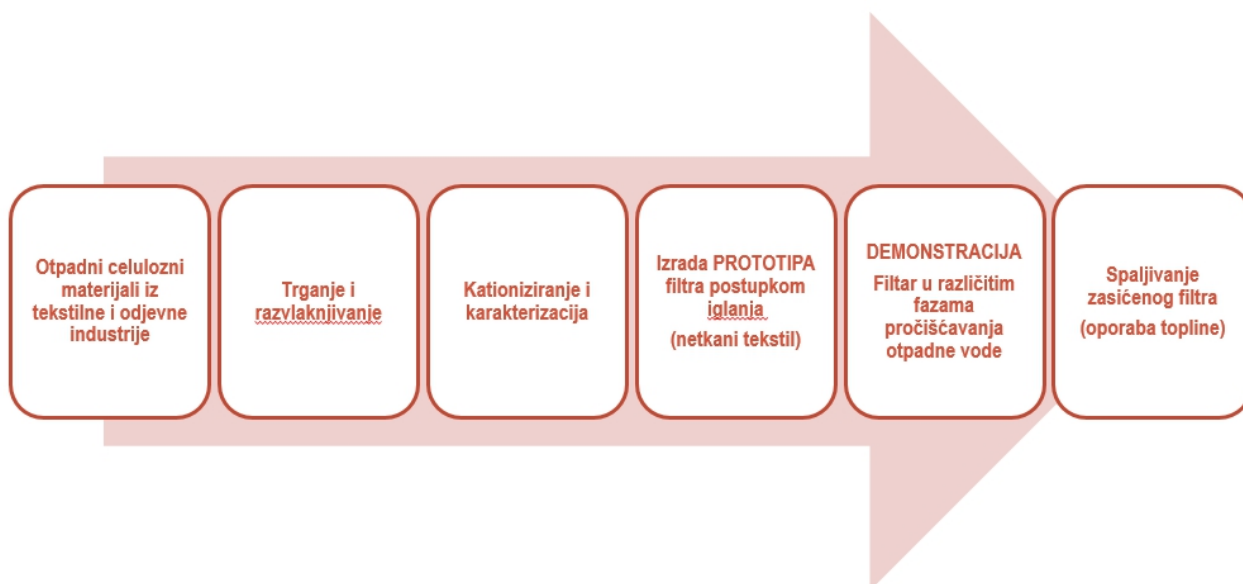 Otpadni celulozni
materijali iz
tekstilne i odjevne
industrije
Trganje i
razvlaknjivanje
Kationiziranje i
karakterizacija
Izrada PROTOTIPA
filtra postupkom
iglanja
(netkani tekstil)
DEMONSTRACIJA
Filtar u različitim
fazama
pročišćavanja
otpadne vode
Spaljivanje
zasićenog filtra
(oporaba topline)